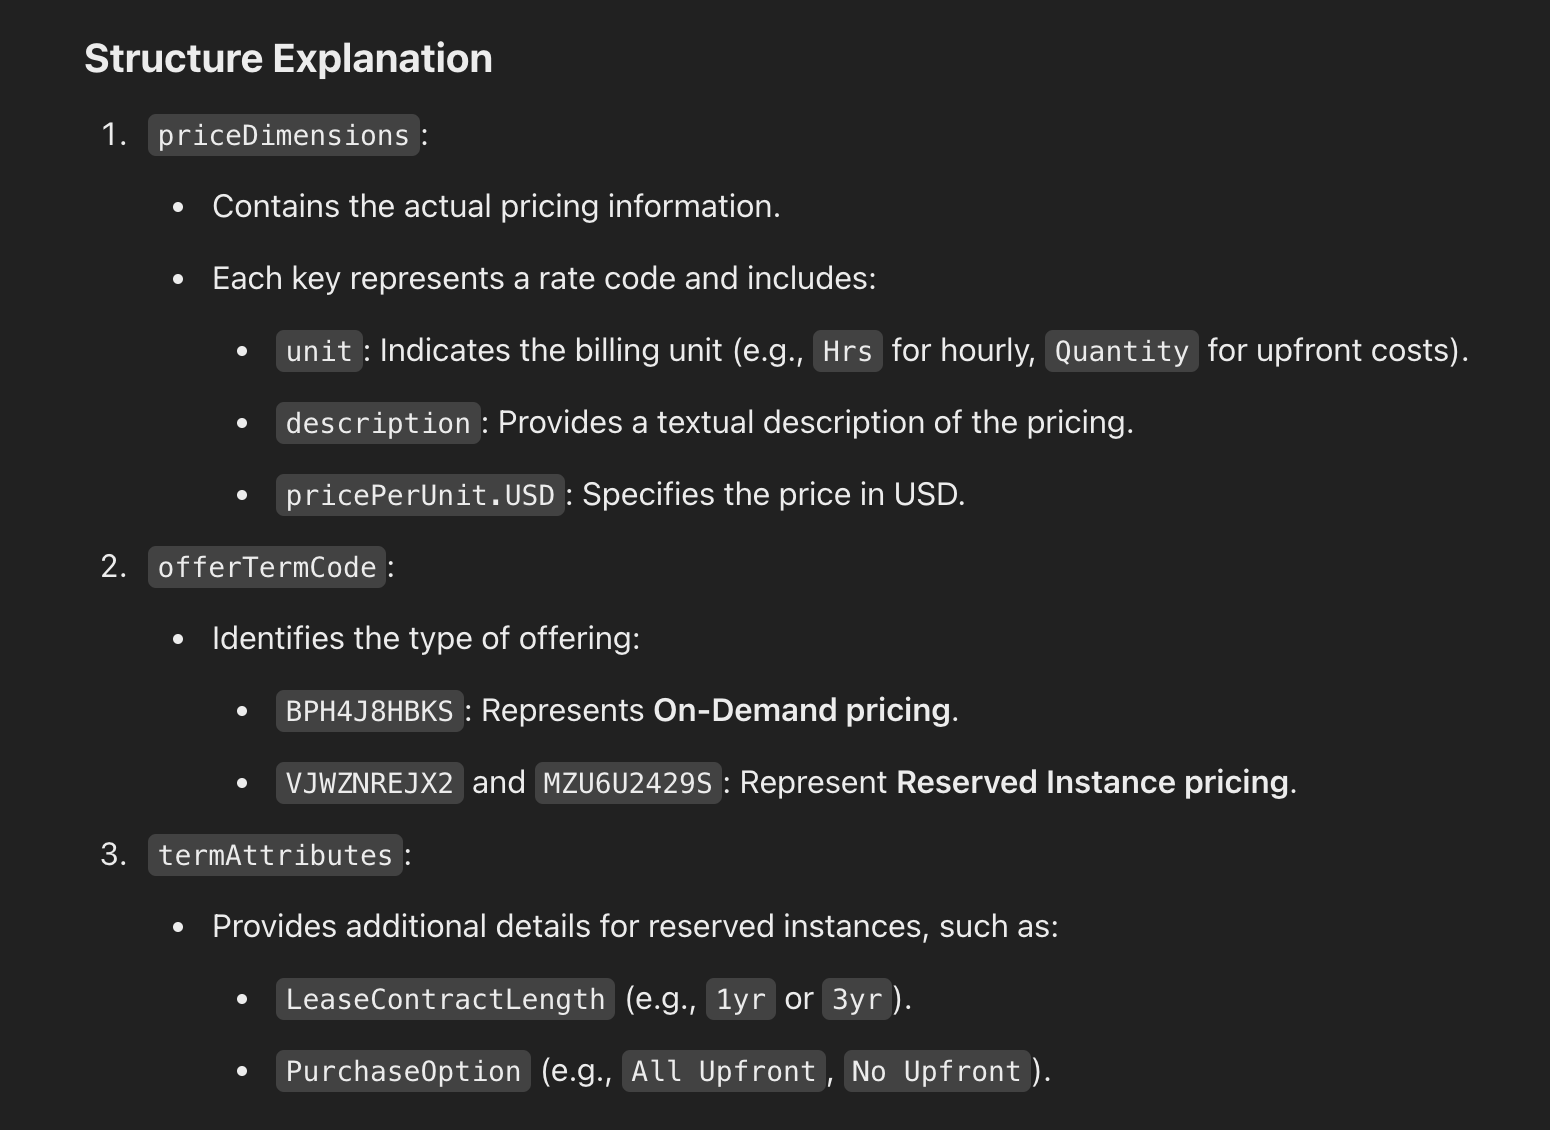 Structure Explanation
1. priceDimensions:
• Contains the actual pricing information.
• Each key represents a rate code and includes:
• unit: Indicates the billing unit (e.g., Hrs for hourly, Quantity for upfront costs).
• description: Provides a textual description of the pricing.
• pricePerUnit.USD: Specifies the price in USD.
2. offerTermCode:
• Identifies the type of offering:
• BPH4J8HBKS: Represents On-Demand pricing.
• VJWZNREJX2 and MZU6U2429S: Represent Reserved Instance pricing.
3. termAttributes:
• Provides additional details for reserved instances, such as:
• LeaseContractLength (e.g., 1yr or 3yr).
• PurchaseOption (e.g., All Upfront, No Upfront).